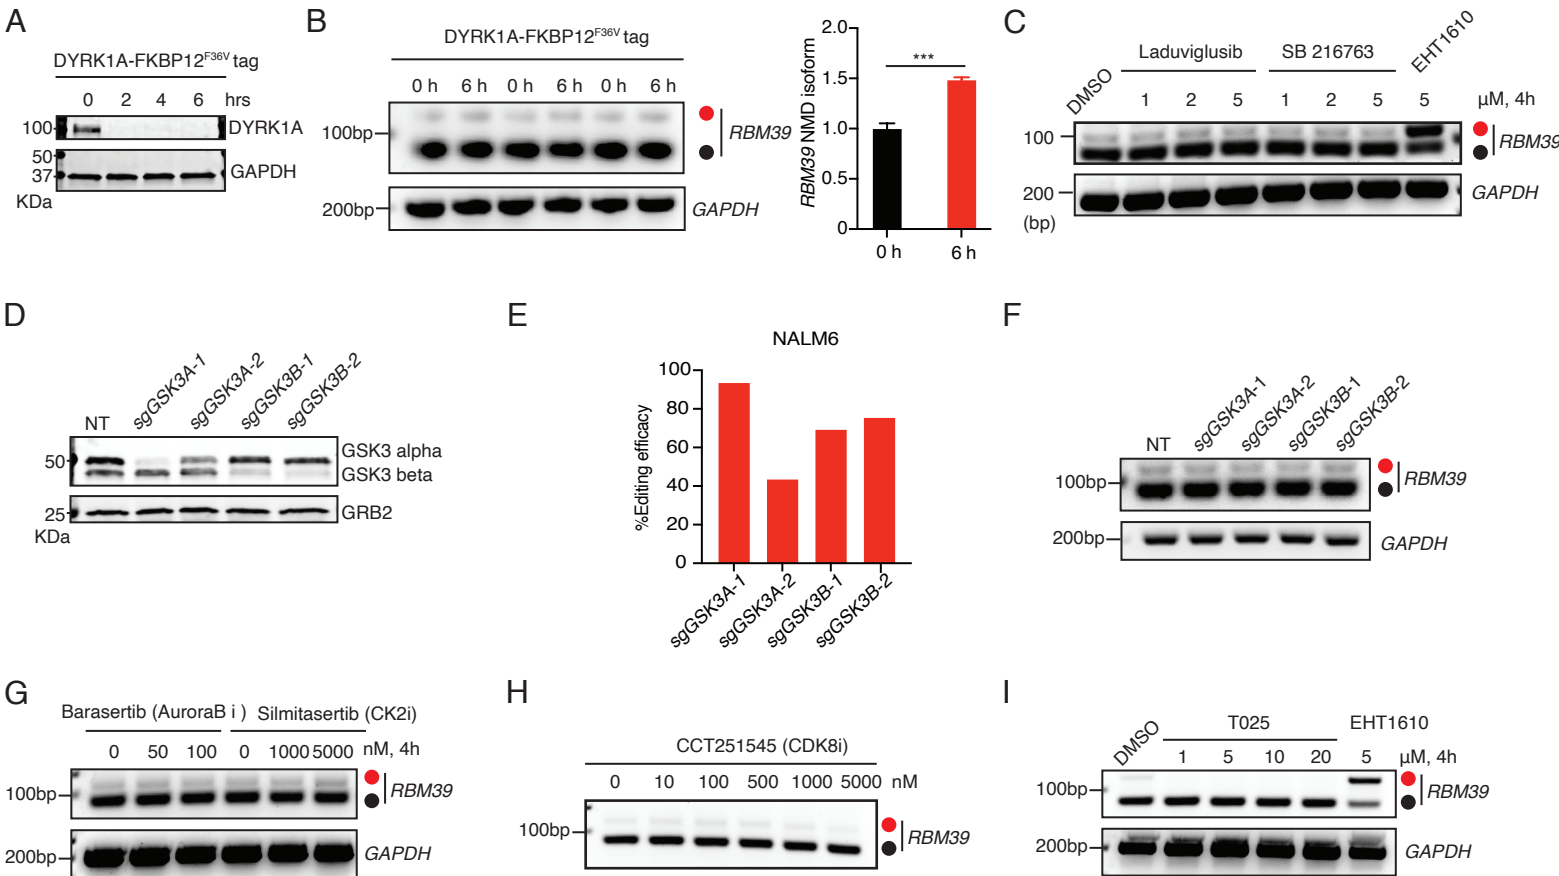 A
DYRK1A-FKBP12F36V tag
0 2 4 6 hrs
100 DYRK1A
50
37 GAPDH
KDa
B
DYRK1A-FKBP12F36V tag
0 h 6 h 0 h 6 h 0 h 6 h
100bp RBM39
200bp GAPDH
RBM39 NMD isoform
2.0
1.5
1.0
0.5
0
***
0 h 6 h
C
DMSO Laduviglusib SB 216763 EHT1610
1 2 5 1 2 5 5 μM, 4h
100 RBM39
200 GAPDH
(bp)
D
NT sgGSK3A-1 sgGSK3A-2 sgGSK3B-1 sgGSK3B-2
50 GSK3 alpha
GSK3 beta
25 GRB2
KDa
E
NALM6
%Editing efficacy
100
80
60
40
20
0
sgGSK3A-1 sgGSK3A-2 sgGSK3B-1 sgGSK3B-2
F
NT sgGSK3A-1 sgGSK3A-2 sgGSK3B-1 sgGSK3B-2
100bp RBM39
200bp GAPDH
G
Barasertib (AuroraB i ) Silmitasertib (CK2i)
0 50 100 0 1000 5000 nM, 4h
100bp RBM39
200bp GAPDH
H
CCT251545 (CDK8i)
0 10 100 500 1000 5000 nM
100bp RBM39
I
DMSO T025 EHT1610
1 5 10 20 5 μM, 4h
100bp RBM39
200bp GAPDH